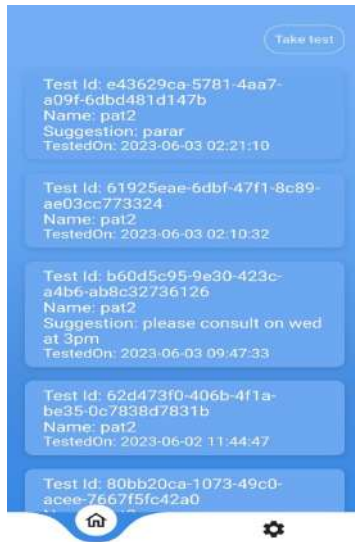 Take test
Test Id: e43629ca-5781-4aa7-
a09f-6dbd481d147b
Name: pat2
Suggestion: parar
TestedOn: 2023-06-03 02:21:10
Test Id: 61925eae-6dbf-47f1-8c89-
ae03cc773324
Name: pat2
TestedOn: 2023-06-03 02:10:32
Test Id: b60d5c95-9e30-423c-
a4b6-ab8c32736126
Name: pat2
Suggestion: please consult on wed
at 3pm
TestedOn: 2023-06-03 09:47:33
Test Id: 62d473f0-406b-4f1a-
be35-0c7838d7831b
Name: pat2
TestedOn: 2023-06-02 11:44:47
Test Id: 80bb20ca-1073-49c0-
acee-7667f5fc42a0